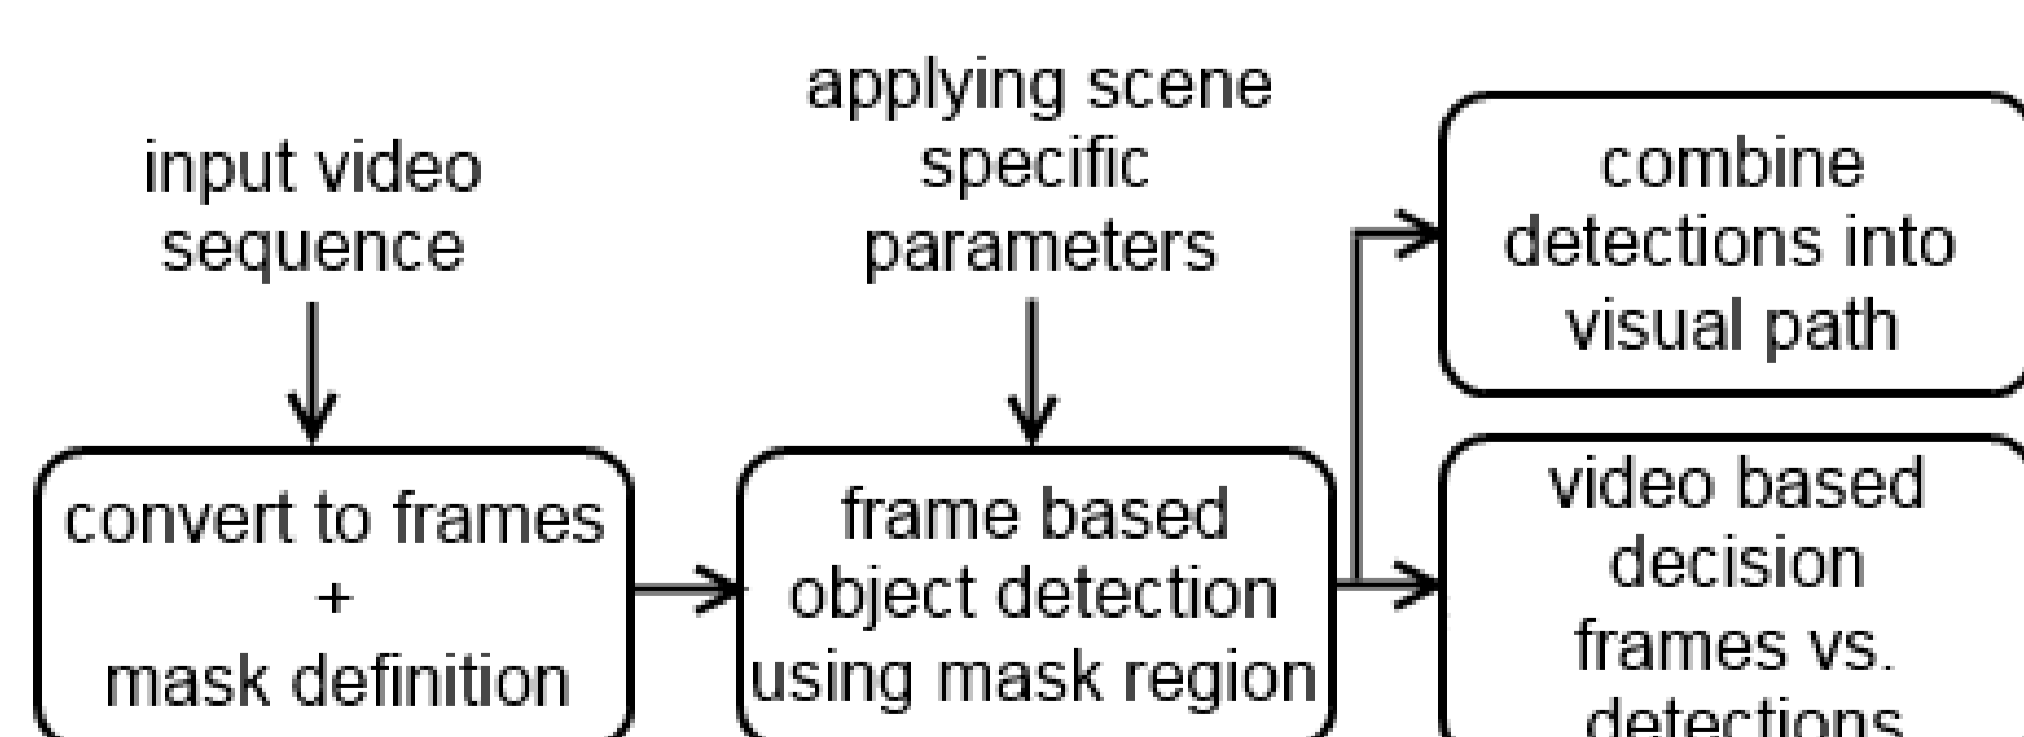 input video
sequence
applying scene
specific
parameters
convert to frames
+
mask definition
frame based
object detection
using mask region
combine
detections into
visual path
video based
decision
frames vs.
detections